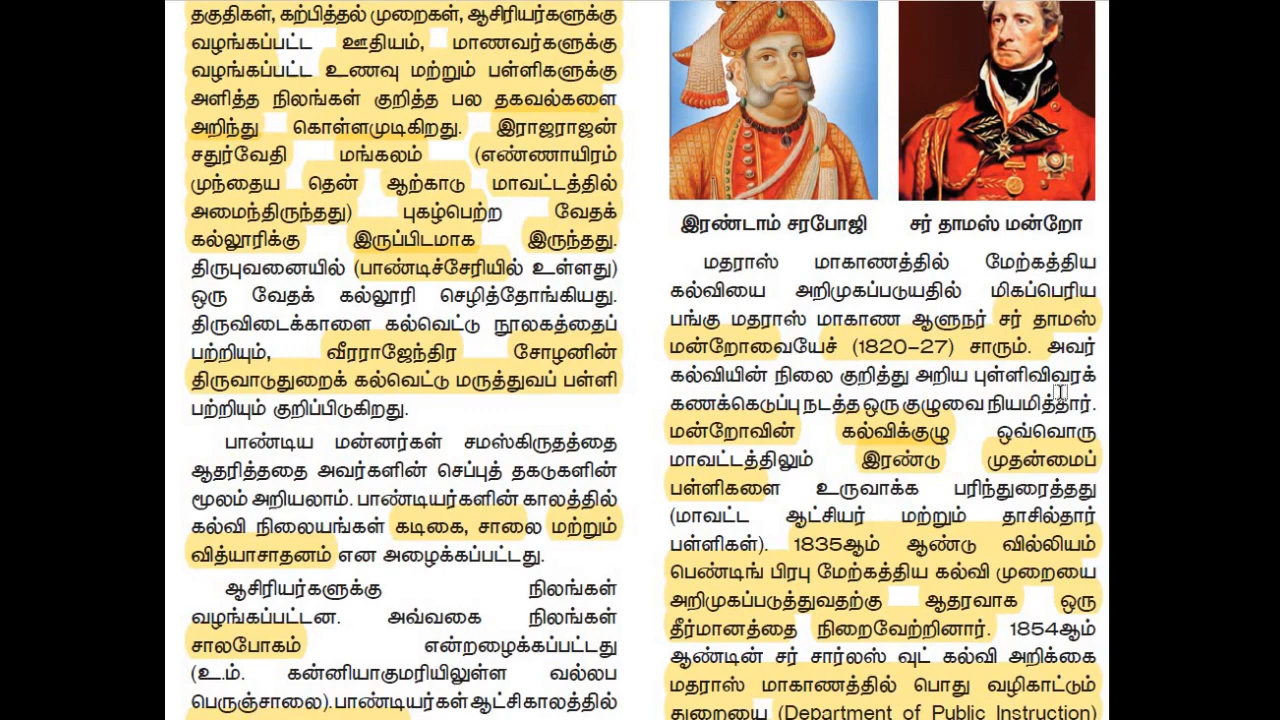 தகுதிகள், கற்பித்தல் முறைகள், ஆசிரியர்களுக்கு
வழங்கப்பட்ட ஊதியம், மாணவர்களுக்கு
வழங்கப்பட்ட உணவு மற்றும் பள்ளிகளுக்கு
அளித்த நிலங்கள் குறித்த பல தகவல்களை
அறிந்து கொள்ளமுடிகிறது. இராஜராஜன்
சதுர்வேதி மங்கலம் (எண்ணாயிரம்
முந்தைய தென் ஆற்காடு மாவட்டத்தில்
அமைந்திருந்தது) புகழ்பெற்ற வேதக்
கல்லூரிக்கு இருப்பிடமாக இருந்தது.
திருபுவனையில் (பாண்டிச்சேரியில் உள்ளது)
ஒரு வேதக் கல்லூரி செழித்தோங்கியது.
திருவிடைக்காளை கல்வெட்டு நூலகத்தைப்
பற்றியும், வீரராஜேந்திர சோழனின்
திருவாடுதுறைக் கல்வெட்டு மருத்துவப் பள்ளி
பற்றியும் குறிப்பிடுகிறது.
பாண்டிய மன்னர்கள் சமஸ்கிருதத்தை
ஆதரித்ததை அவர்களின் செப்புத் தகடுகளின்
மூலம் அறியலாம். பாண்டியர்களின் காலத்தில்
கல்வி நிலையங்கள் கடிகை, சாலை மற்றும்
வித்யாசாதனம் என அழைக்கப்பட்டது.
ஆசிரியர்களுக்கு நிலங்கள்
வழங்கப்பட்டன. அவ்வகை நிலங்கள்
சாலபோகம் என்றழைக்கப்பட்டது
(உ.ம். கன்னியாகுமரியிலுள்ள வல்லப
பெருஞ்சாலை). பாண்டியர்கள் ஆட்சிகாலத்தில்
இரண்டாம் சரபோஜி
சர் தாமஸ் மன்றோ
மதராஸ் மாகாணத்தில் மேற்கத்திய
கல்வியை அறிமுகப்படுயதில் மிகப்பெரிய
பங்கு மதராஸ் மாகாண ஆளுநர் சர் தாமஸ்
மன்றோவையேச் (1820–27) சாரும். அவர்
கல்வியின் நிலை குறித்து அறிய புள்ளிவிவரக்
கணக்கெடுப்பு நடத்த ஒரு குழுவை நியமித்தார்.
மன்றோவின் கல்விக்குழு ஒவ்வொரு
மாவட்டத்திலும் இரண்டு முதன்மைப்
பள்ளிகளை உருவாக்க பரிந்துரைத்தது
(மாவட்ட ஆட்சியர் மற்றும் தாசில்தார்
பள்ளிகள்). 1835ஆம் ஆண்டு வில்லியம்
பெண்டிங் பிரபு மேற்கத்திய கல்வி முறையை
அறிமுகப்படுத்துவதற்கு ஆதரவாக ஒரு
தீர்மானத்தை நிறைவேற்றினார். 1854ஆம்
ஆண்டின் சர் சார்லஸ் வுட் கல்வி அறிக்கை
மதராஸ் மாகாணத்தில் பொது வழிகாட்டும்
துறையை (Department of Public Instruction)